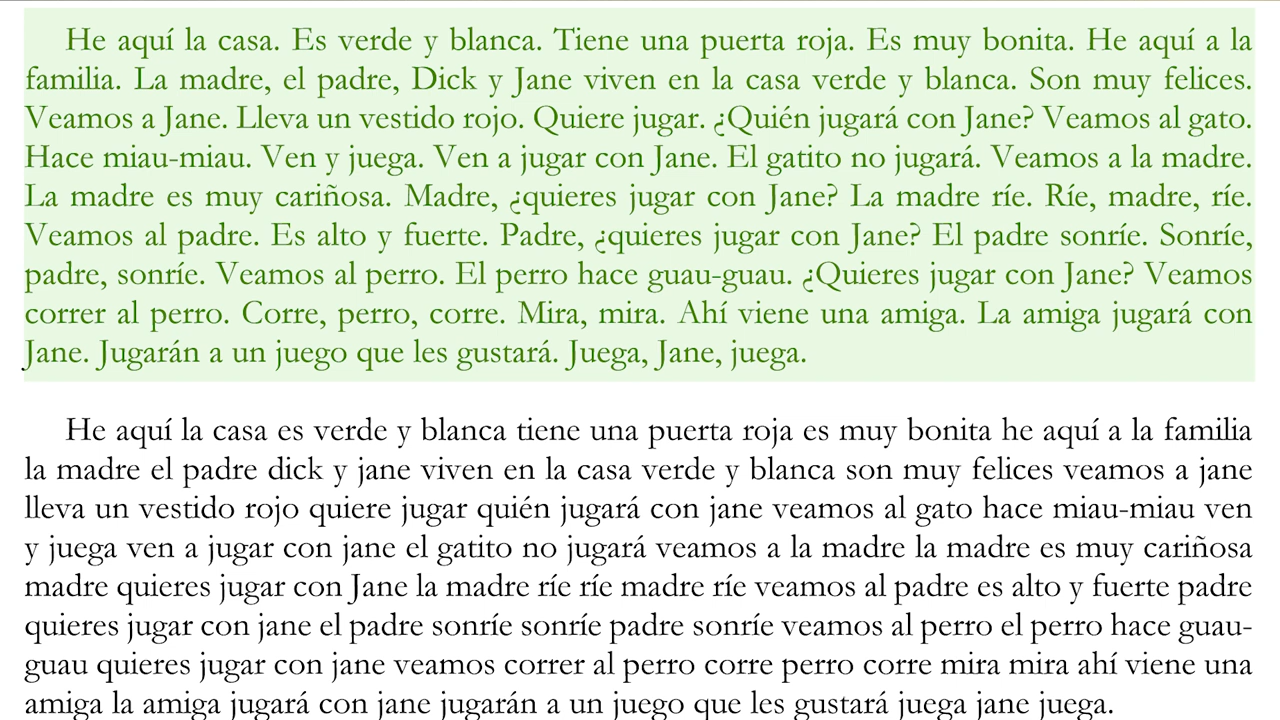 He aquí la casa. Es verde y blanca. Tiene una puerta roja. Es muy bonita. He aquí a la
familia. La madre, el padre, Dick y Jane viven en la casa verde y blanca. Son muy felices.
Veamos a Jane. Lleva un vestido rojo. Quiere jugar. ¿Quién jugará con Jane? Veamos al gato.
Hace miau-miau. Ven y juega. Ven a jugar con Jane. El gatito no jugará. Veamos a la madre.
La madre es muy cariñosa. Madre, ¿quieres jugar con Jane? La madre ríe. Ríe, madre, ríe.
Veamos al padre. Es alto y fuerte. Padre, ¿quieres jugar con Jane? El padre sonríe. Sonríe,
padre, sonríe. Veamos al perro. El perro hace guau-guau. ¿Quieres jugar con Jane? Veamos
correr al perro. Corre, perro, corre. Mira, mira. Ahí viene una amiga. La amiga jugará con
Jane. Jugarán a un juego que les gustará. Juega, Jane, juega.
He aquí la casa es verde y blanca tiene una puerta roja es muy bonita he aquí a la familia
la madre el padre dick y jane viven en la casa verde y blanca son muy felices veamos a jane
lleva un vestido rojo quiere jugar quién jugará con jane veamos al gato hace miau-miau ven
y juega ven a jugar con jane el gatito no jugará veamos a la madre la madre es muy cariñosa
madre quieres jugar con Jane la madre ríe ríe madre ríe veamos al padre es alto y fuerte padre
quieres jugar con jane el padre sonríe sonríe padre sonríe veamos al perro el perro hace guau-
guau quieres jugar con jane veamos correr al perro corre perro corre mira mira ahí viene una
amiga la amiga jugará con jane jugarán a un juego que les gustará juega jane juega.